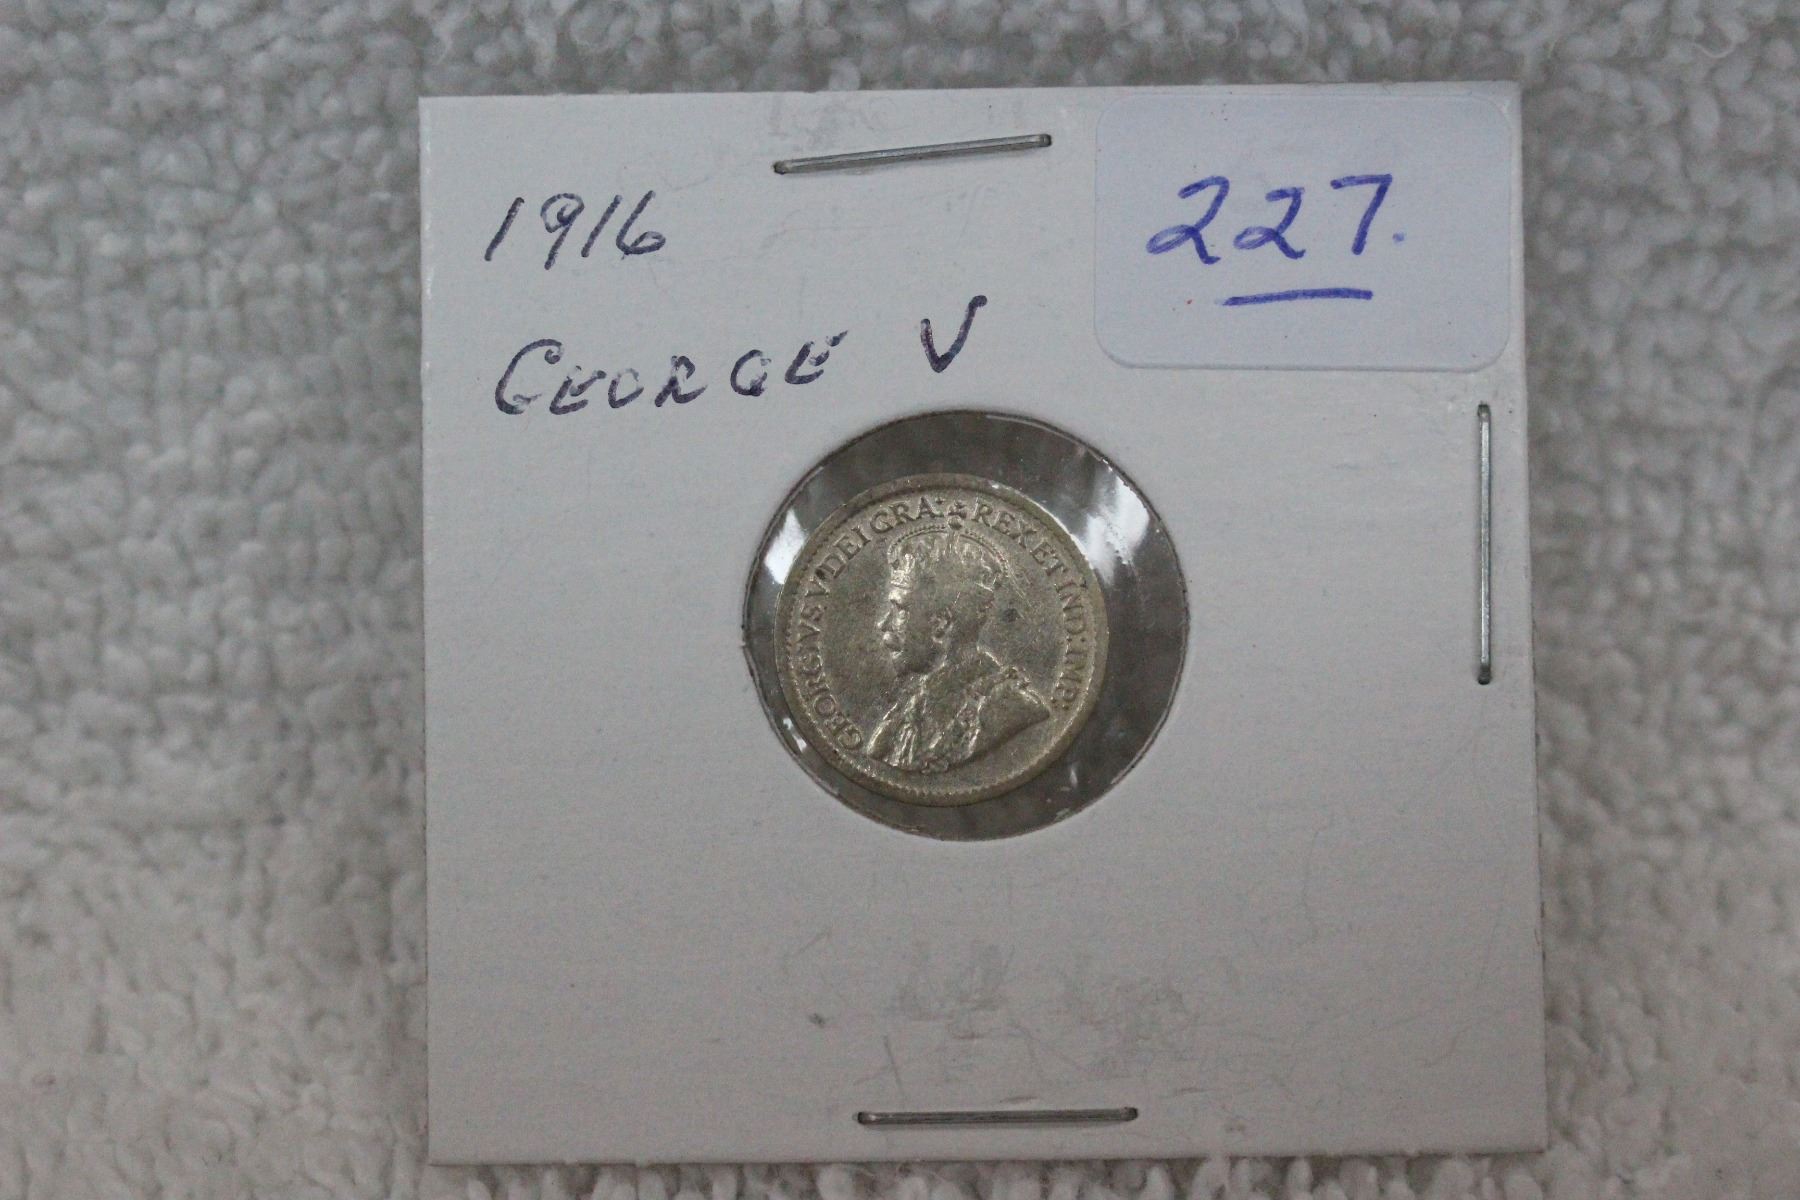 1916
GEORGE V
227.
GEORGIVS V DEI GRA: REX ET IND: IMP: